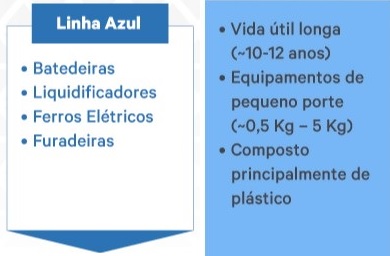 Linha Azul
• Batedeiras
• Liquidificadores
• Ferros Elétricos
• Furadeiras
• Vida útil longa
(~10-12 anos)
• Equipamentos de
pequeno porte
(~0,5 Kg – 5 Kg)
• Composto
principalmente de
plástico